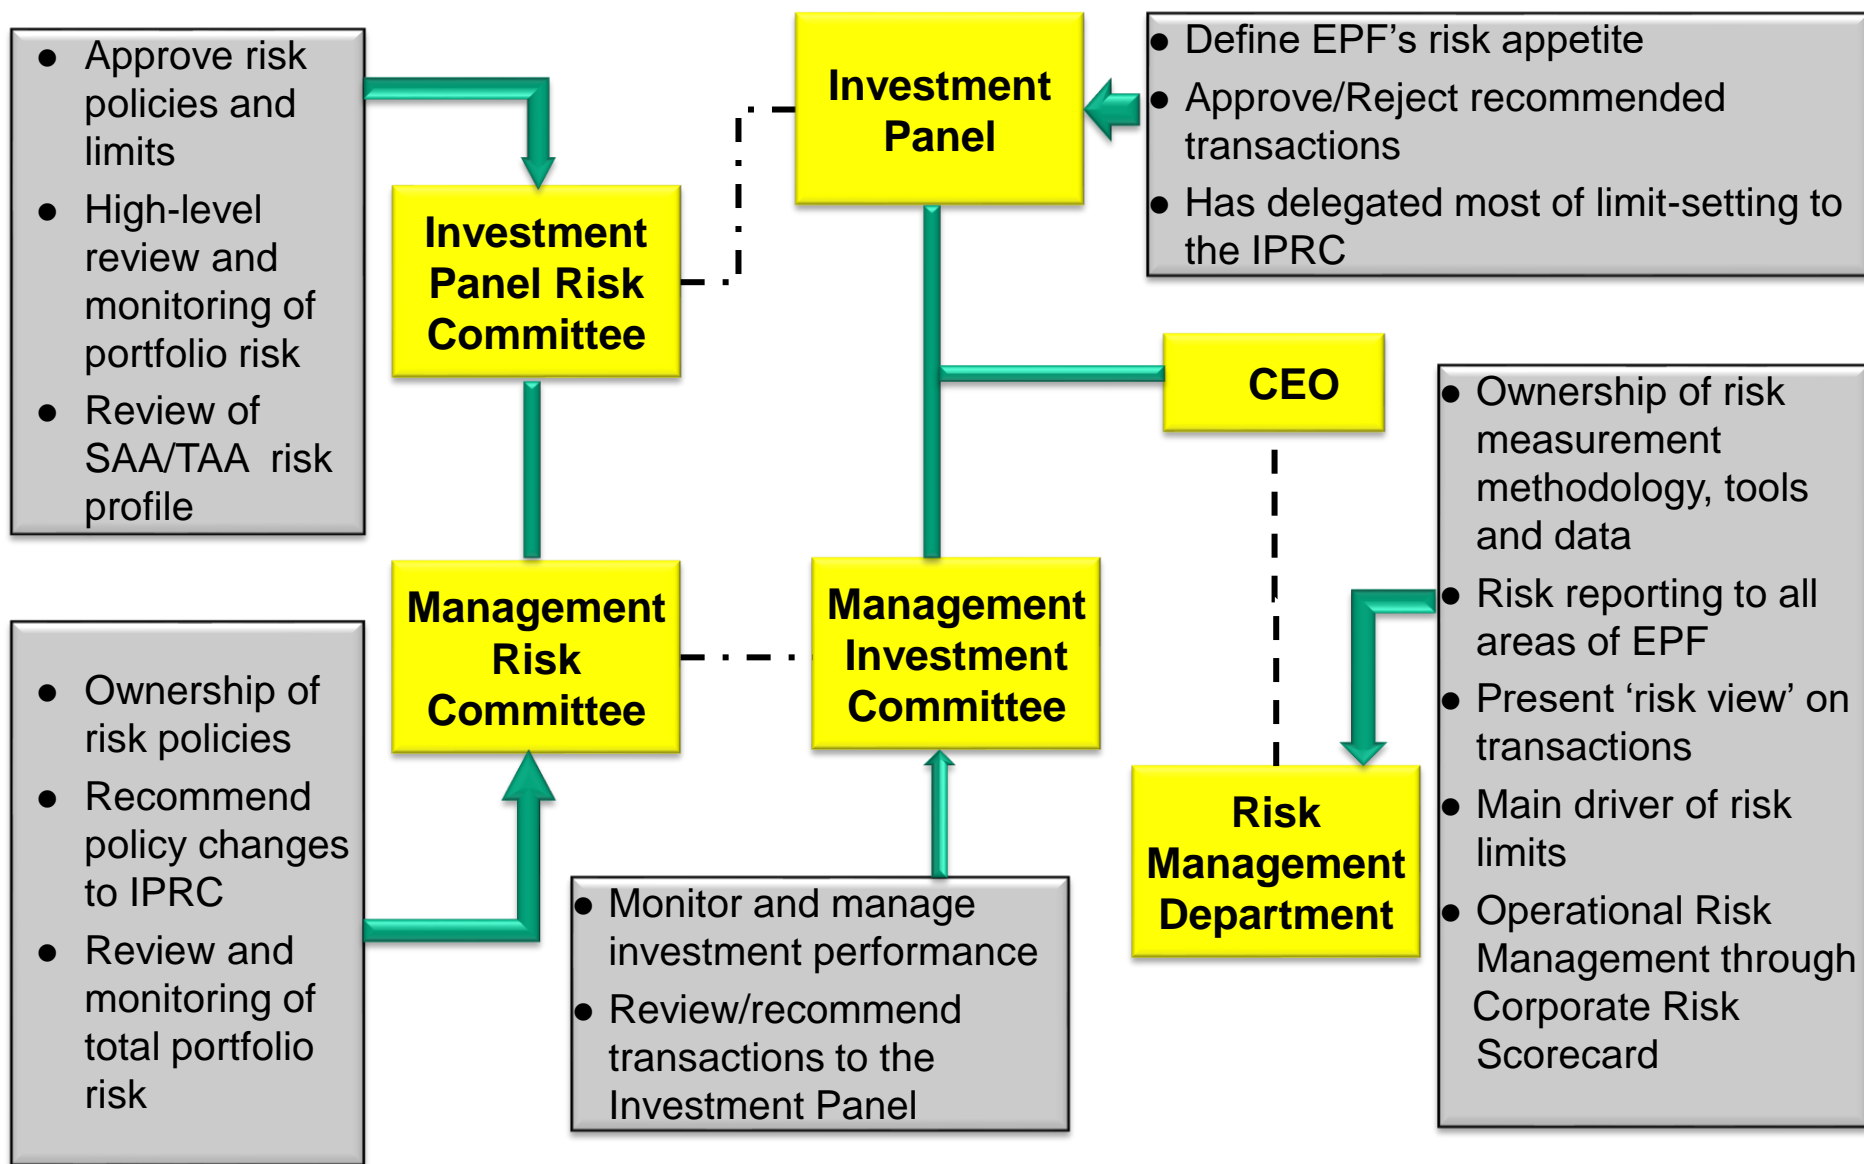 ● Approve risk
policies and
limits
● High-level
review and
monitoring of
portfolio risk
● Review of
SAA/TAA  risk
profile
Investment
Panel
● Define EPF’s risk appetite
● Approve/Reject recommended
transactions
● Has delegated most of limit-setting to
the IPRC
Investment
Panel Risk
Committee
CEO
● Ownership of risk
measurement
methodology, tools
and data
● Risk reporting to all
areas of EPF
● Present ‘risk view’ on
transactions
● Main driver of risk
limits
● Operational Risk
Management through
Corporate Risk
Scorecard
Management
Risk
Committee
Management
Investment
Committee
Risk
Management
Department
● Ownership of
risk policies
● Recommend
policy changes
to IPRC
● Review and
monitoring of
total portfolio
risk
● Monitor and manage
investment performance
● Review/recommend
transactions to the
Investment Panel